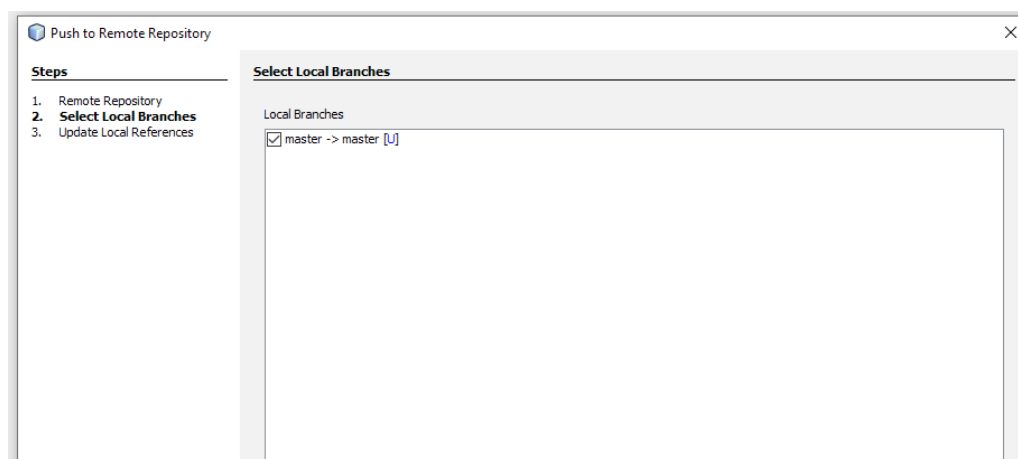 Push to Remote Repository
Steps
1. Remote Repository
2. Select Local Branches
3. Update Local References
Select Local Branches
Local Branches
master -> master [U]